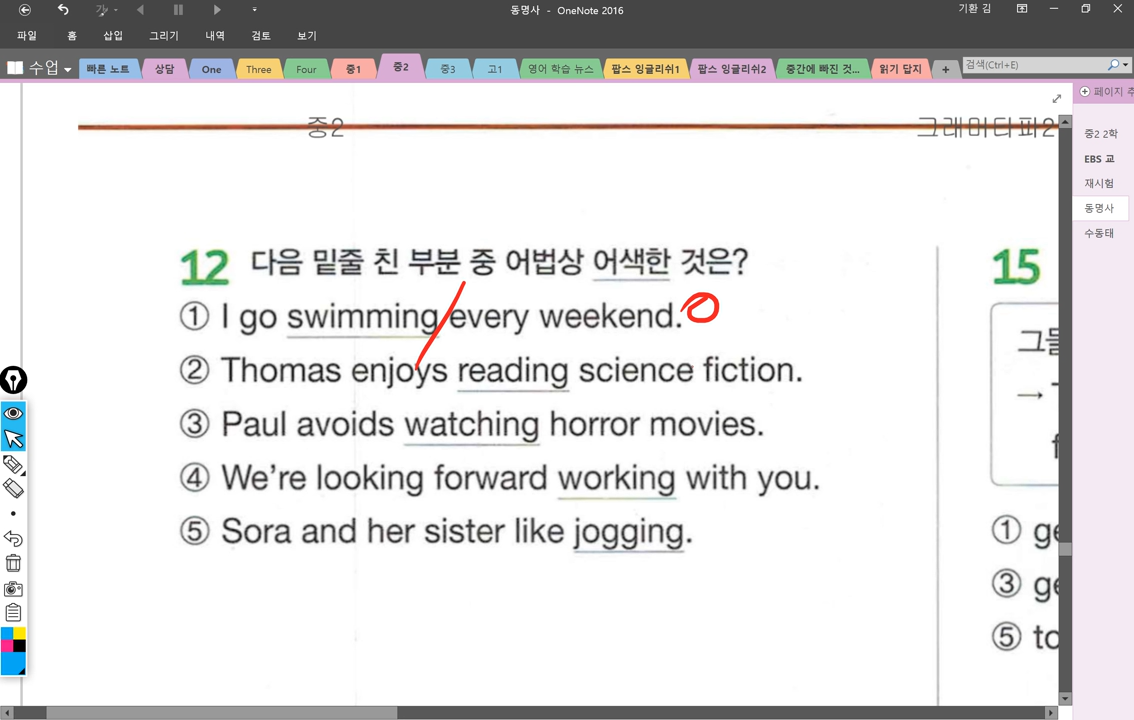 동명사 - OneNote 2016
기환 김
파일 홈 삽입 그리기 내역 검토 보기
수업 빠른 노트 상담 One Three Four 중1 중2 중3 고1 영어 학습 뉴스 팝스 잉글리쉬1 팝스 잉글리쉬2 중간에 빠진 것... 읽기 답지 + 검색(Ctrl+E)
페이지 추
중2 그래머타파2
중2 2학
EBS 교
재시험
동명사
수동태
12 다음 밑줄 친 부분 중 어법상 어색한 것은?
① I go swimming every weekend.
② Thomas enjoys reading science fiction.
③ Paul avoids watching horror movies.
④ We're looking forward working with you.
⑤ Sora and her sister like jogging.
15
그들
→
① ge
③ ge
⑤ to